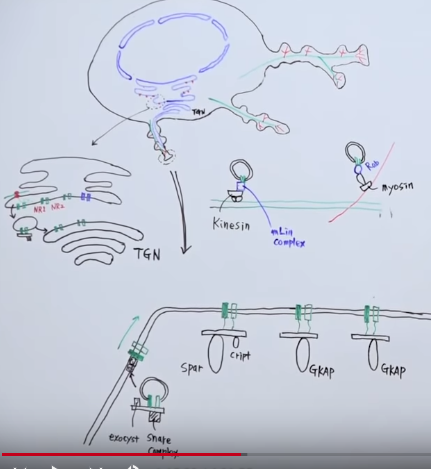 TGN
NR1 NR2
TGN
Kinesin
mLin
complex
Rab
myosin
Spar
Cript
GKAP
GKAP
exocyst
Snare
Complex